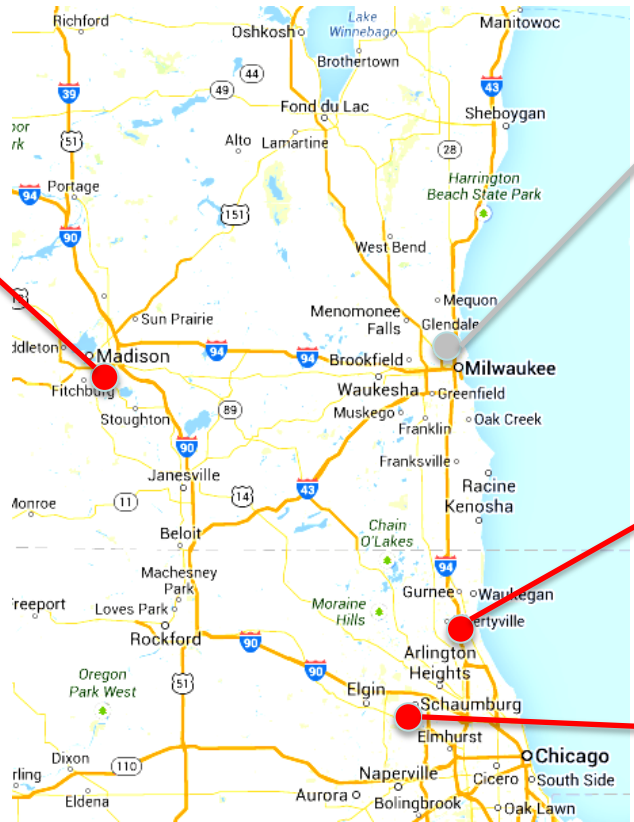 Richford
Oshkosh
Lake
Winnebago
Manitowoc
Brothertown
44
39
49
43
Fond du Lac
Sheboygan
51
Alto
Lamartine
28
Harrington
Beach State Park
Portage
94
151
90
West Bend
Mequon
Menomonee
Falls
Sun Prairie
Glendale
Madison
94
94
Brookfield
Milwaukee
Fitchburg
Waukesha
Greenfield
Stoughton
89
Muskego
Oak Creek
Franklin
90
Franksville
Janesville
43
Racine
11
14
Kenosha
Beloit
Chain
O'Lakes
94
Machesney
Park
Gurnee
Waukegan
Loves Park
Moraine
Hills
ertyville
Rockford
90
Arlington
Heights
90
Oregon
Park West
51
Elgin
Schaumburg
Elmhurst
Dixon
110
Chicago
Naperville
Cicero
South Side
Eldena
Aurora
Bolingbrook
Oak Lawn